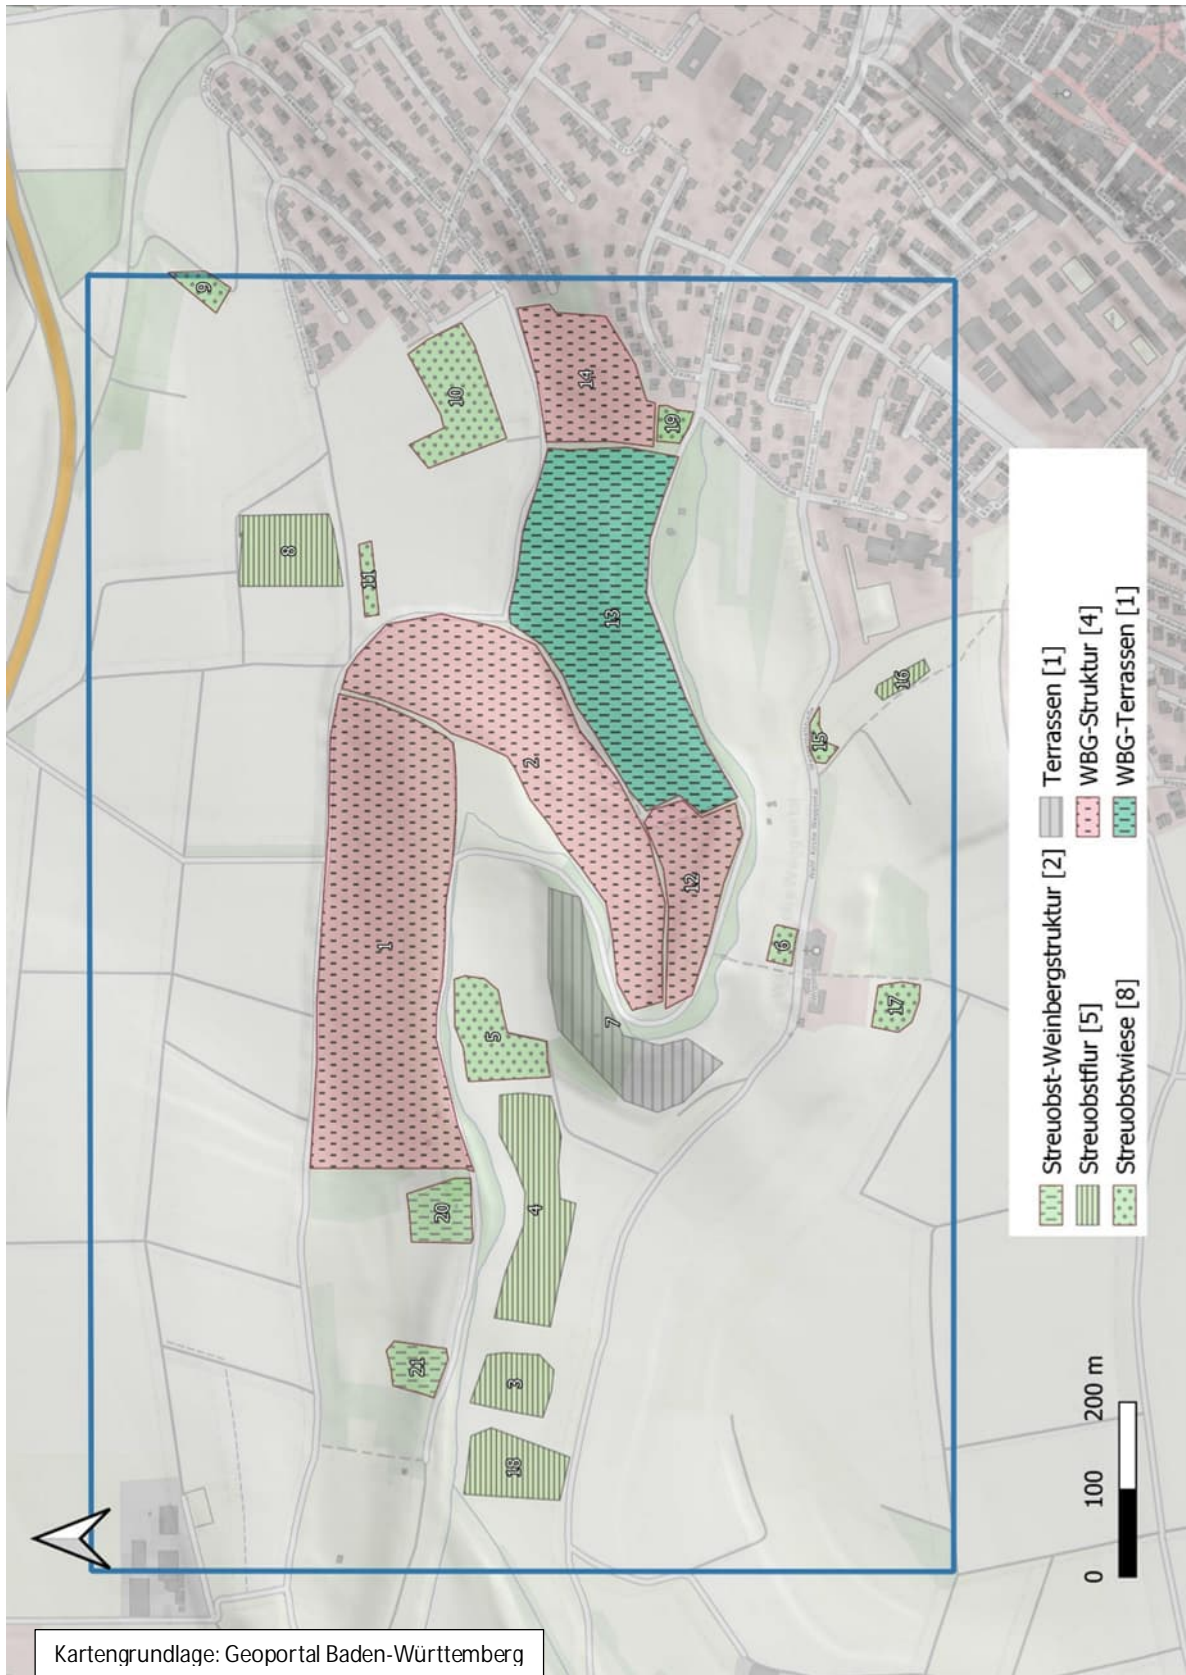 9
10
8
14
11
19
13
2
1
16
15
12
5
7
6
17
20
4
21
3
18
Streuobst-Weinbergstruktur [2]
Streuobstflur [5]
Streuobstwiese [8]
Terrassen [1]
WBG-Struktur [4]
WBG-Terrassen [1]
0 100 200 m
Kartengrundlage: Geoportal Baden-Württemberg